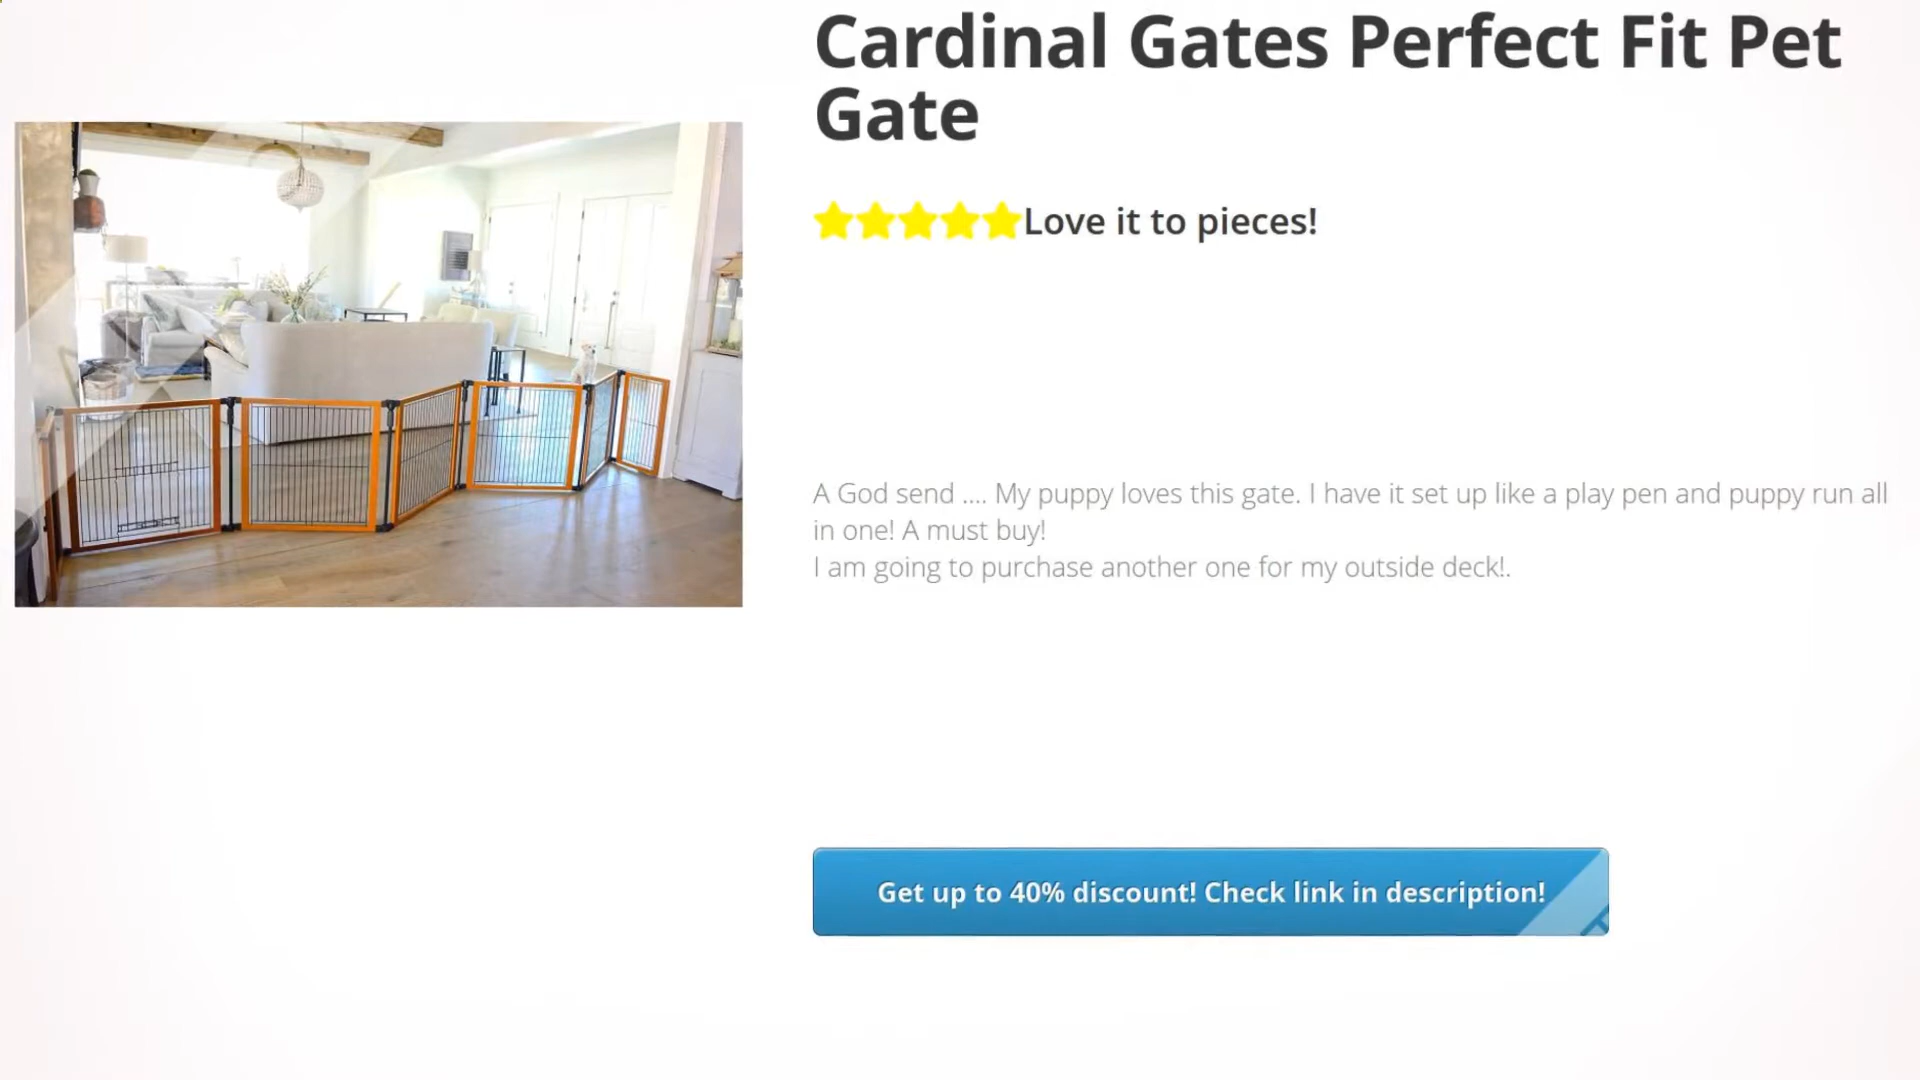 Cardinal Gates Perfect Fit Pet
Gate
Love it to pieces!
A God send .... My puppy loves this gate. I have it set up like a play pen and puppy run all
in one! A must buy!
I am going to purchase another one for my outside deck!.
Get up to 40% discount! Check link in description!